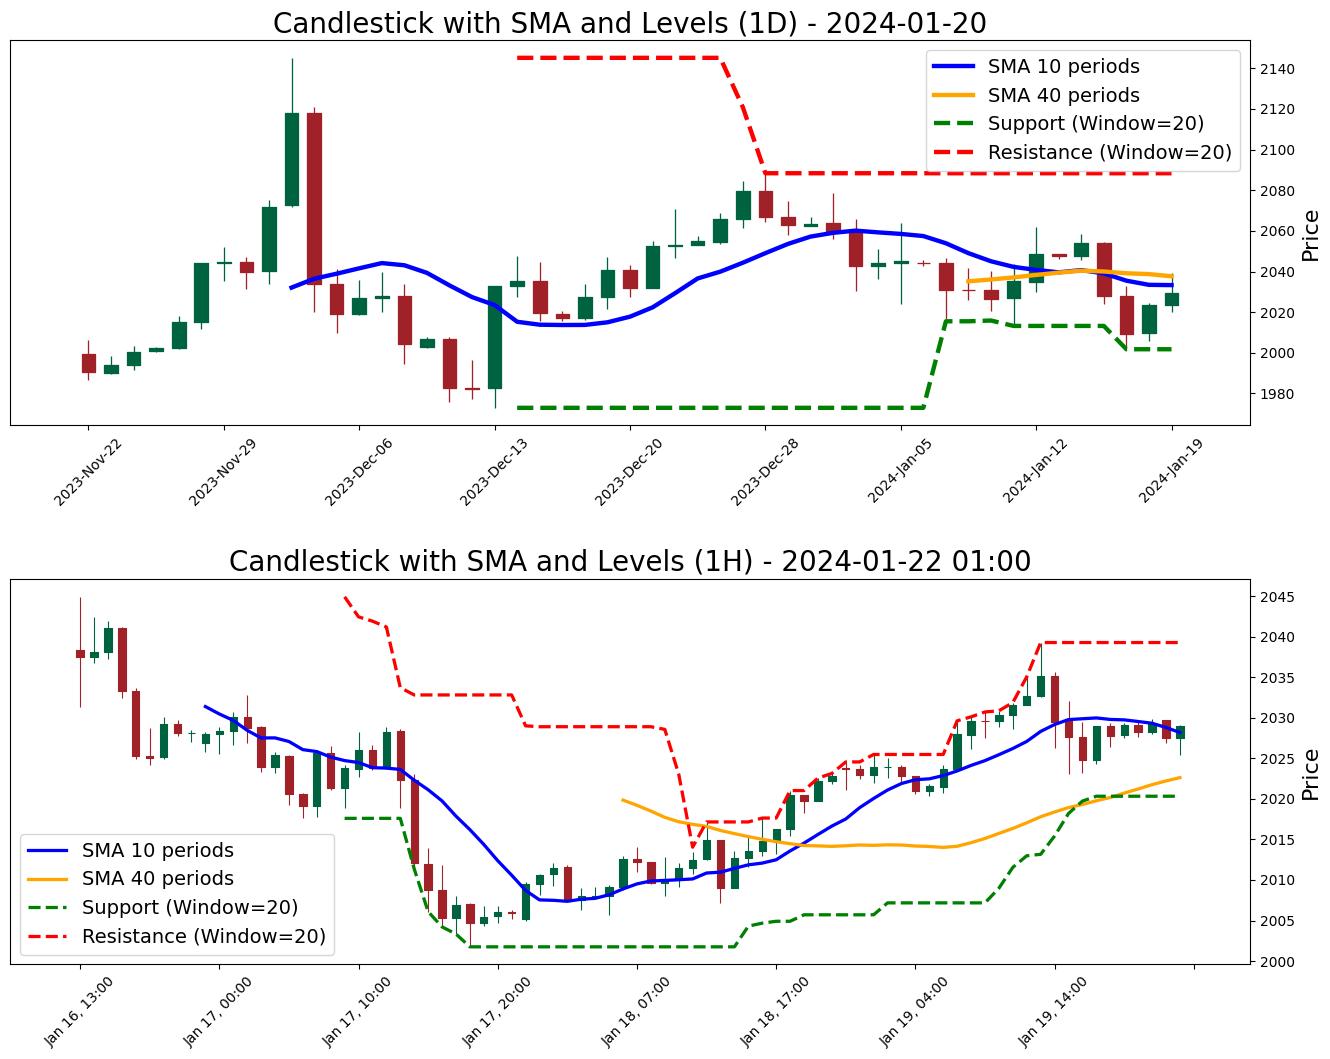 Candlestick with SMA and Levels (1D) - 2024-01-20
SMA 10 periods
SMA 40 periods
Support (Window=20)
Resistance (Window=20)
2140
2120
2100
2080
2060
2040
2020
2000
1980
Price
2023-Nov-22
2023-Nov-29
2023-Dec-06
2023-Dec-13
2023-Dec-20
2023-Dec-28
2024-Jan-05
2024-Jan-12
2024-Jan-19
Candlestick with SMA and Levels (1H) - 2024-01-22 01:00
2045
2040
2035
2030
2025
2020
2015
2010
2005
2000
Price
SMA 10 periods
SMA 40 periods
Support (Window=20)
Resistance (Window=20)
Jan 16, 13:00
Jan 17, 00:00
Jan 17, 10:00
Jan 17, 20:00
Jan 18, 07:00
Jan 18, 17:00
Jan 19, 04:00
Jan 19, 14:00